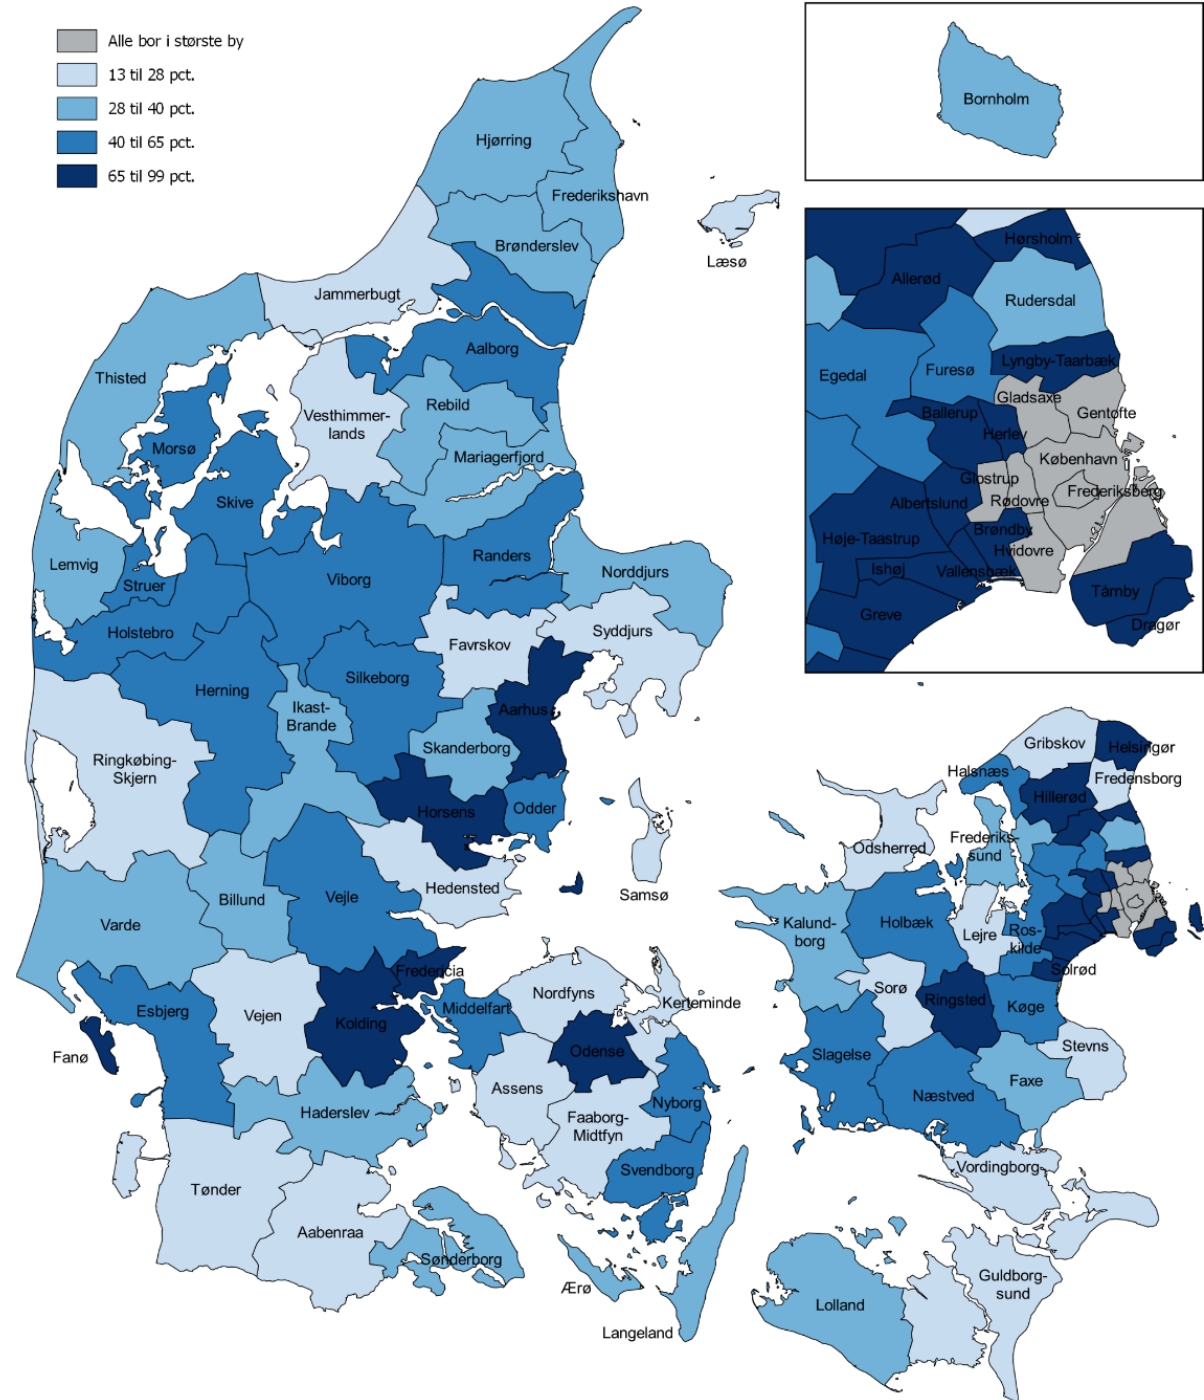 Alle bor i største by
13 til 28 pct.
28 til 40 pct.
40 til 65 pct.
65 til 99 pct.
Bornholm
Hjørring
Frederikshavn
Brønderslev
Læsø
Jammerbugt
Aalborg
Thisted
Vesthimmer-
lands
Rebild
Morsø
Mariagerfjord
Skive
Lemvig
Struer
Viborg
Randers
Norddjurs
Holstebro
Favrskov
Syddjurs
Herning
Silkeborg
Ikast-
Brande
Aarhus
Skanderborg
Ringkøbing-
Skjern
Horsens
Odder
Samsø
Hedensted
Billund
Vejle
Varde
Fredericia
Esbjerg
Vejen
Kolding
Middelfart
Nordfyns
Kerteminde
Fanø
Odense
Assens
Nyborg
Haderslev
Faaborg-
Midtfyn
Svendborg
Tønder
Aabenraa
Sønderborg
Ærø
Langeland
Hørsholm
Allerød
Rudersdal
Lyngby-Taarbæk
Egedal
Furesø
Gladsaxe
Ballerup
Gentofte
Herlev
København
Glostrup
Frederiksberg
Albertslund
Rødovre
Brøndby
Høje-Taastrup
Hvidovre
Ishøj
Vallensbæk
Tårnby
Greve
Dragør
Gribskov
Helsingør
Halsnæs
Fredensborg
Hillerød
Odsherred
Frederiks-
sund
Kalund-
borg
Holbæk
Lejre
Ros-
kilde
Solrød
Sorø
Ringsted
Køge
Stevns
Slagelse
Næstved
Faxe
Vordingborg
Guldborg-
sund
Lolland